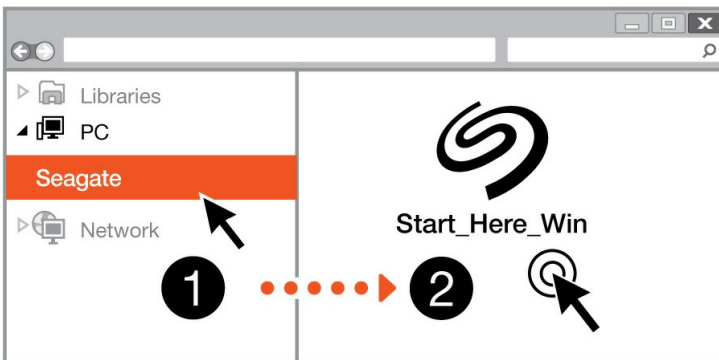 Libraries
PC
Seagate
Network
Start_Here_Win
1
2